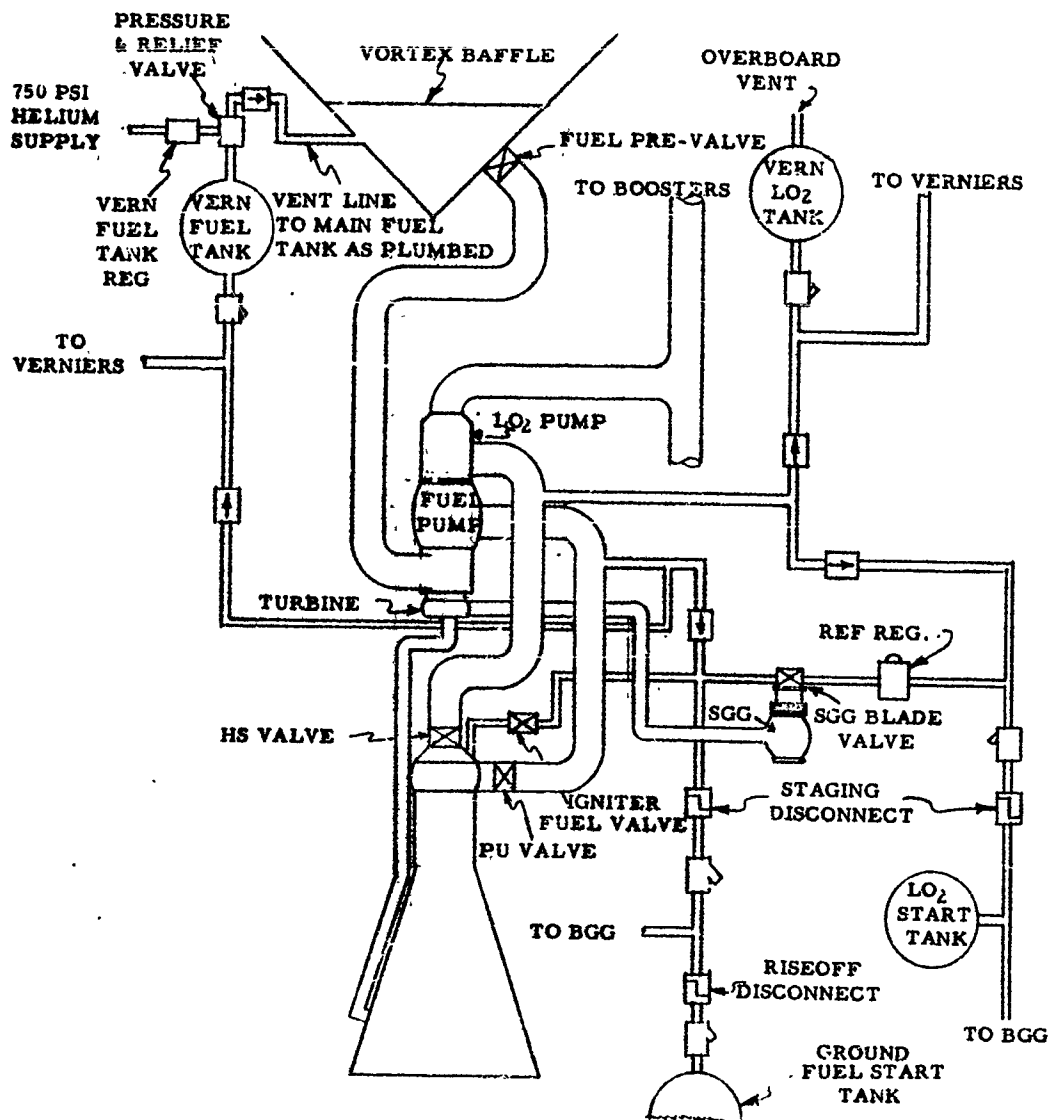 PRESSURE
& RELIEF
VALVE
VORTEX BAFFLE
OVERBOARD
VENT
750 PSI
HELIUM
SUPPLY
FUEL PRE-VALVE
VERN
LO2
TANK
TO BOOSTERS
TO VERNIERS
VERN
FUEL
TANK
REG
VERN
FUEL
TANK
VENT LINE
TO MAIN FUEL
TANK AS PLUMBED
TO
VERNIERS
LO2 PUMP
FUEL
PUMP
TURBINE
REF REG.
HS VALVE
SGG
SGG BLADE
VALVE
IGNITER
FUEL VALVE
PU VALVE
STAGING
DISCONNECT
LO2
START
TANK
TO BGG
RISEOFF
DISCONNECT
TO BGG
GROUND
FUEL START
TANK